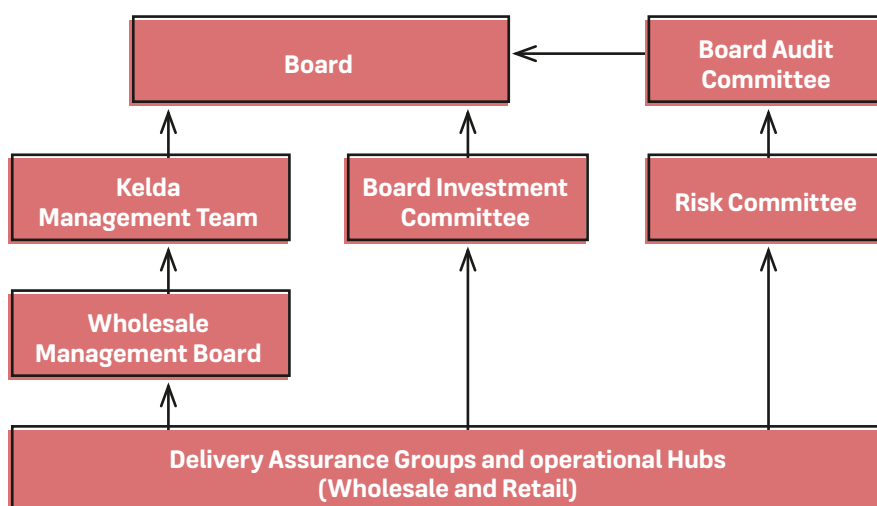 Board
Board Audit
Committee
Kelda
Management Team
Board Investment
Committee
Risk Committee
Wholesale
Management Board
Delivery Assurance Groups and operational Hubs
(Wholesale and Retail)